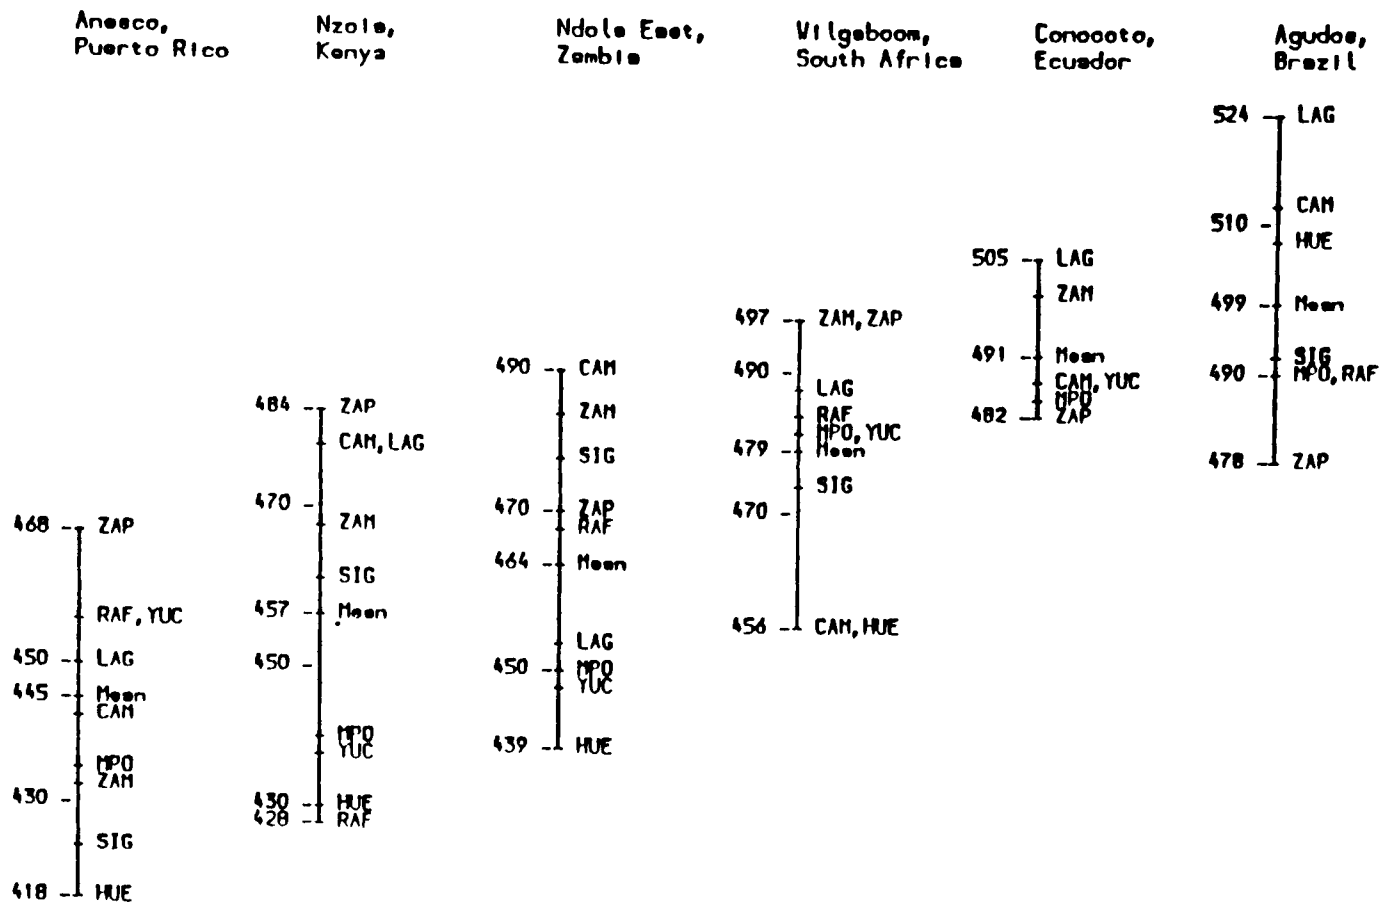 Anasco,
Puerto Rico
468 ZAP
RAF, YUC
450 LAG
445 Mean
CAM
MPO
ZAM
430
SIG
418 HUE
Nzoia,
Kenya
484 ZAP
CAM, LAG
470
ZAM
SIG
457 Mean
450
MPO
YUC
430 HUE
428 RAF
Ndola East,
Zambia
490 CAM
ZAM
SIG
470 ZAP
RAF
464 Mean
LAG
450 MPO
YUC
439 HUE
Wilgeboom,
South Africa
497 ZAM, ZAP
490
LAG
RAF
MPO, YUC
479 Mean
SIG
470
456 CAM, HUE
Conocoto,
Ecuador
505 LAG
ZAM
491 Mean
CAM, YUC
MPO
482 ZAP
Agudos,
Brazil
524 LAG
CAM
510
HUE
499 Mean
SIG
490 MPO, RAF
478 ZAP